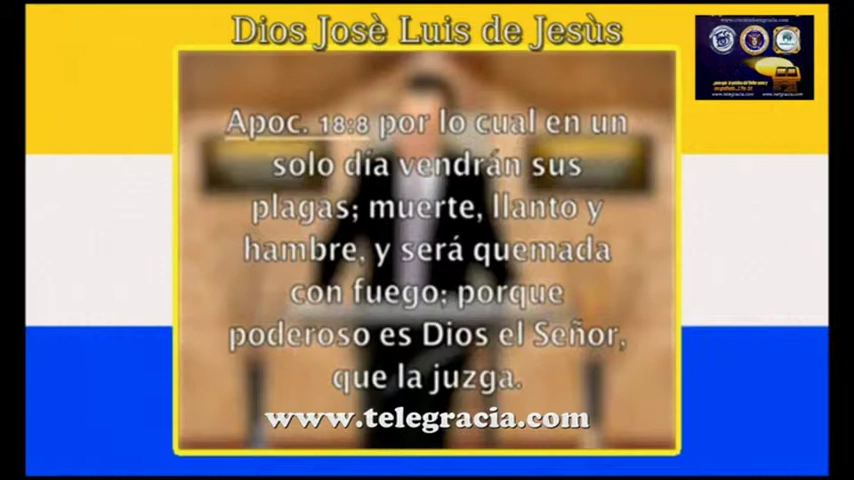 Dios Josè Luis de Jesùs
Apoc. 18:8 por lo cual en un
solo día vendrán sus
plagas; muerte, llanto y
hambre, y será quemada
con fuego; porque
poderoso es Dios el Señor,
que la juzga.
www.telegracia.com